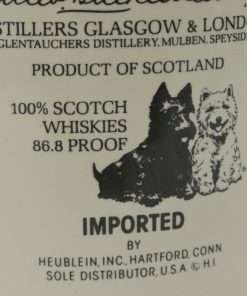 STILLERS GLASGOW & LONDO
GLENTAUCHERS DISTILLERY, MULBEN, SPEYSID
PRODUCT OF SCOTLAND
100% SCOTCH
WHISKIES
86.8 PROOF
IMPORTED
BY
HEUBLEIN, INC., HARTFORD, CONN
SOLE DISTRIBUTOR, U.S.A © H.I.